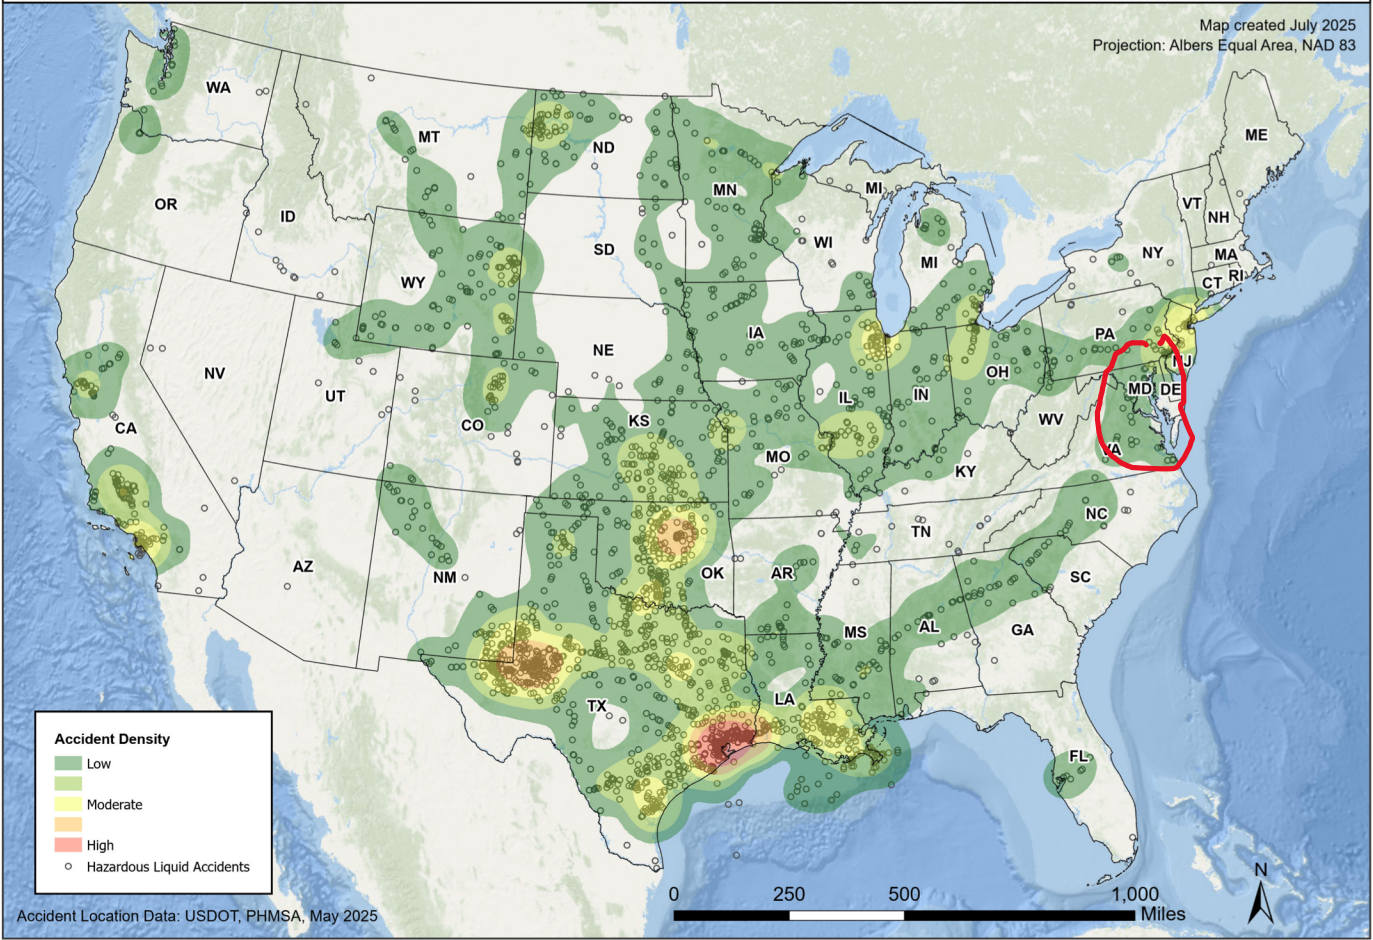 Map created July 2025
Projection: Albers Equal Area, NAD 83
WA
MT
ND
MN
MI
ME
VT
NH
OR
ID
SD
WI
MI
NY
MA
CT
RI
WY
IA
PA
NJ
NE
NV
UT
CO
KS
IL
IN
OH
MD
DE
WV
VA
CA
MO
KY
AZ
NM
OK
AR
TN
NC
SC
MS
AL
GA
TX
LA
FL
Accident Density
Low
Moderate
High
Hazardous Liquid Accidents
Accident Location Data: USDOT, PHMSA, May 2025
0 250 500 1,000
Miles
N